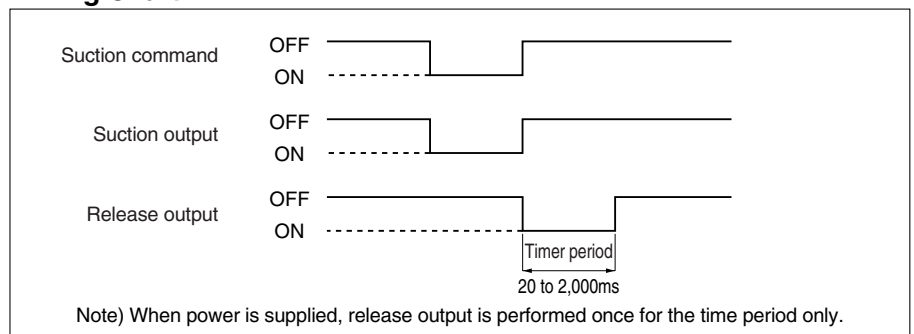 Suction command
OFF
ON
Suction output
OFF
ON
Release output
OFF
ON
Timer period
20 to 2,000ms
Note) When power is supplied, release output is performed once for the time period only.